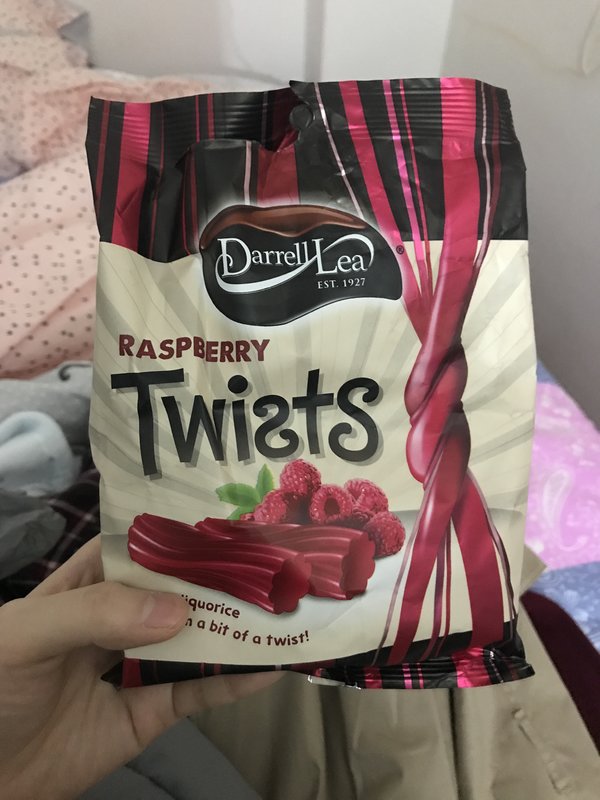 Darrell Lea
EST. 1927
RASPBERRY
Twists
liquorice
a bit of a twist!